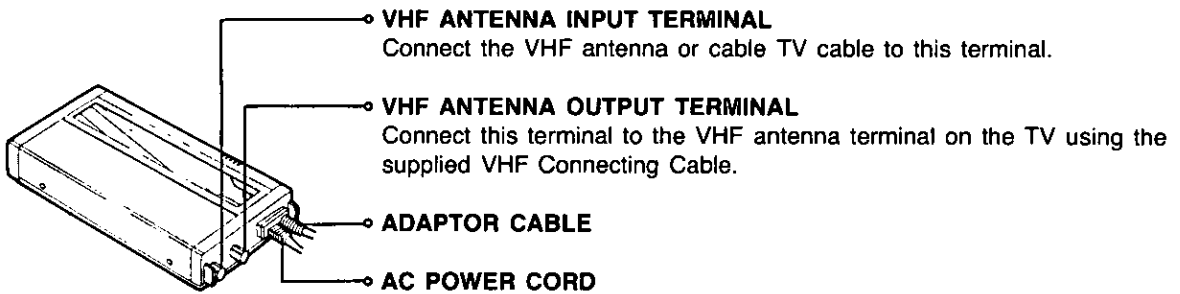 VHF ANTENNA INPUT TERMINAL
Connect the VHF antenna or cable TV cable to this terminal.
VHF ANTENNA OUTPUT TERMINAL
Connect this terminal to the VHF antenna terminal on the TV using the
supplied VHF Connecting Cable.
ADAPTOR CABLE
AC POWER CORD